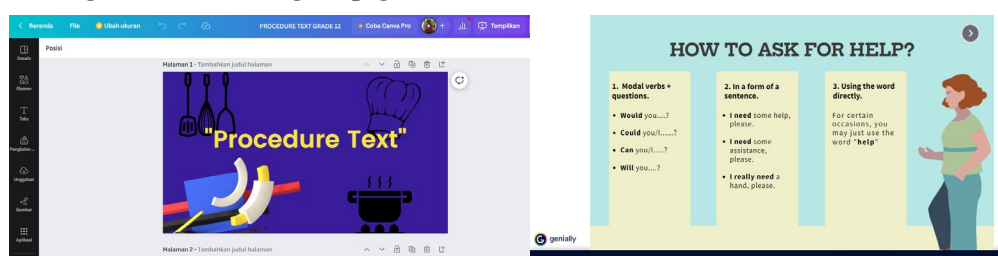 Beranda File Ubah ukuran PROCEDURE TEXT GRADE 12 Coba Canva Pro + Tampilkan
Desain
Elemen
Teks
Unggahan
Gambar
Aplikasi
Posisi
Halaman 1 - Tambahkan judul halaman
"Procedure Text"
Halaman 2 - Tambahkan judul halaman
HOW TO ASK FOR HELP?
1. Modal verbs +
questions.
• Would you....?
• Could you/I......?
• Can you/I.....?
• Will you....?
2. In a form of a
sentence.
• I need some help,
please.
• I need some
assistance,
please.
• I really need a
hand, please.
3. Using the word
directly.
For certain
occasions, you
may just use the
word "help"
genially